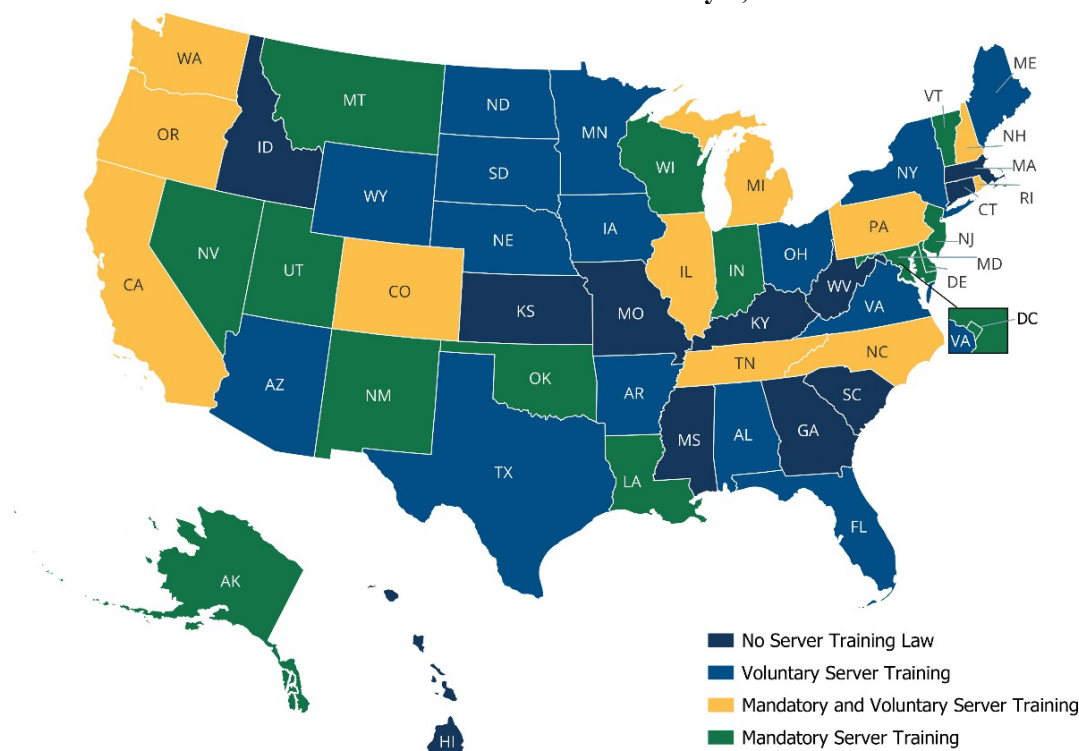 WA
OR
CA
ID
NV
MT
WY
UT
AZ
CO
NM
ND
SD
NE
KS
OK
TX
MN
IA
MO
AR
LA
WI
IL
MI
IN
OH
KY
TN
MS
AL
GA
FL
SC
NC
VA
WV
PA
NY
VT
ME
NH
MA
RI
CT
NJ
MD
DE
DC
VA
AK
HI
No Server Training Law
Voluntary Server Training
Mandatory and Voluntary Server Training
Mandatory Server Training